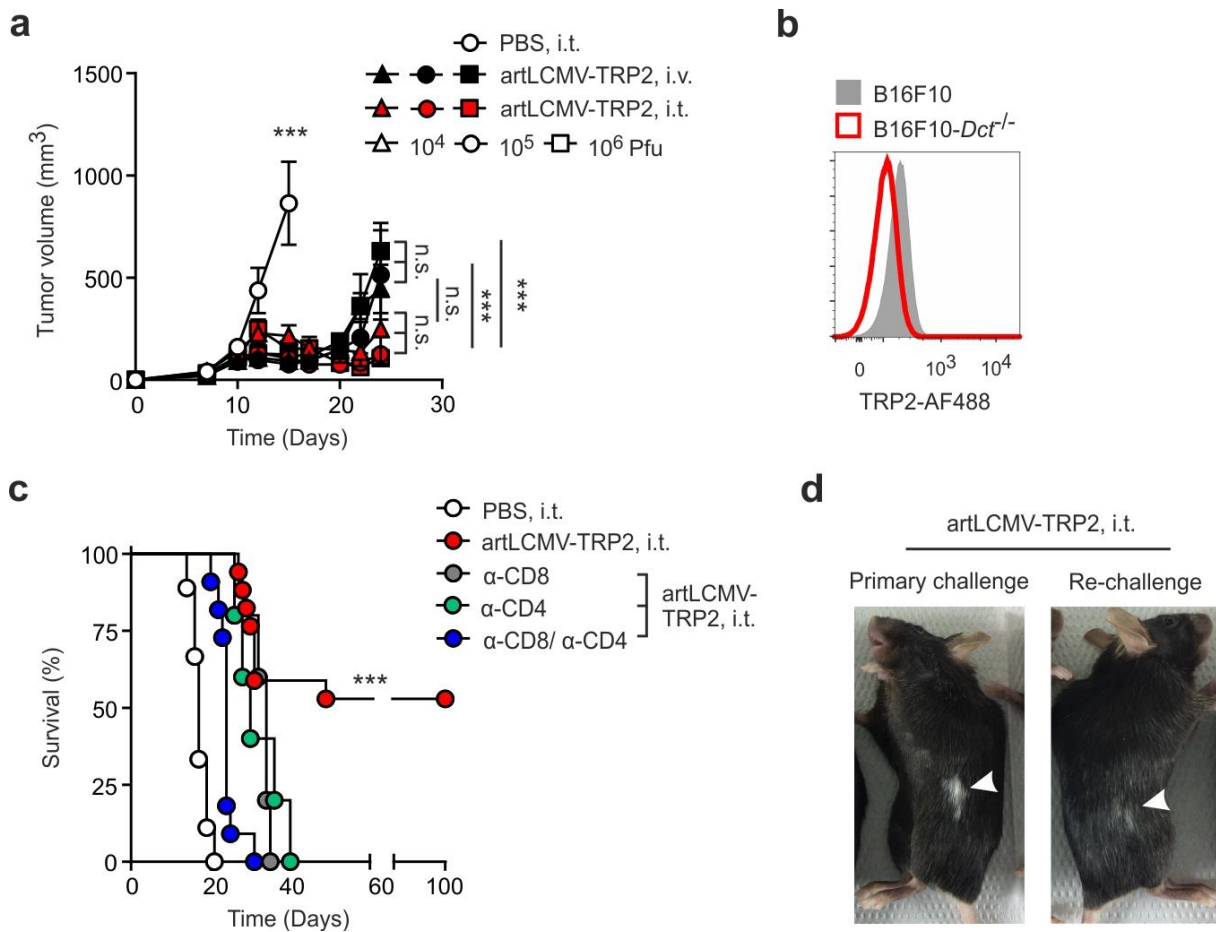 a
PBS, i.t.
artLCMV-TRP2, i.v.
artLCMV-TRP2, i.t.
10⁴ 10⁵ 10⁶ Pfu
Tumor volume (mm³)
1500
1000
500
0
***
n.s.
n.s.
n.s.
***
***
0 10 20 30
Time (Days)
b
B16F10
B16F10-Dct⁻/⁻
0 10³ 10⁴
TRP2-AF488
c
PBS, i.t.
artLCMV-TRP2, i.t.
α-CD8
α-CD4
α-CD8/ α-CD4
artLCMV-
TRP2, i.t.
Survival (%)
100
75
50
25
0
***
0 20 40 60 100
Time (Days)
d
artLCMV-TRP2, i.t.
Primary challenge Re-challenge